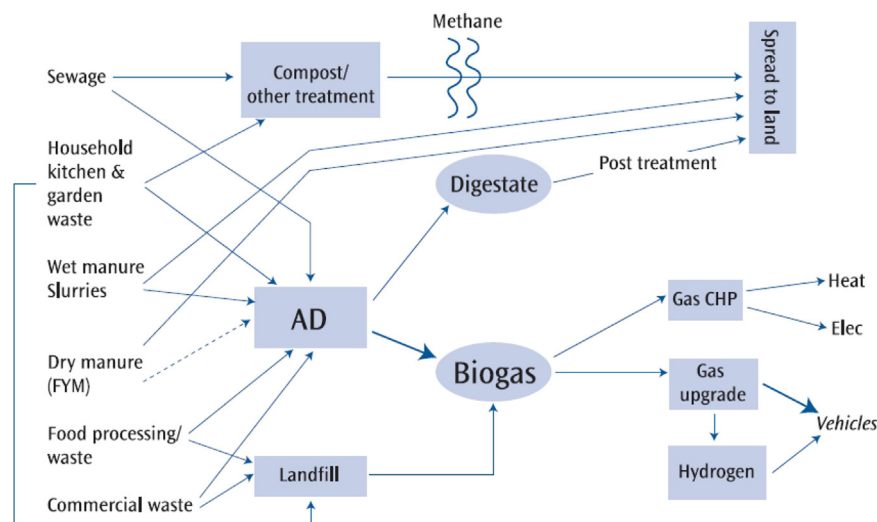 Methane
Sewage
Compost/
other treatment
Spread to land
Household
kitchen &
garden
waste
Post treatment
Digestate
Wet manure
Slurries
AD
Gas CHP
Heat
Elec
Dry manure
(FYM)
Biogas
Gas
upgrade
Vehicles
Food processing/
waste
Landfill
Hydrogen
Commercial waste